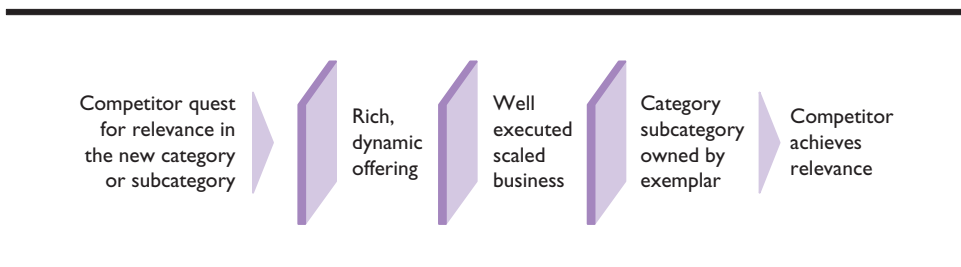 Competitor quest
for relevance in
the new category
or subcategory
Rich,
dynamic
offering
Well
executed
scaled
business
Category
subcategory
owned by
exemplar
Competitor
achieves
relevance